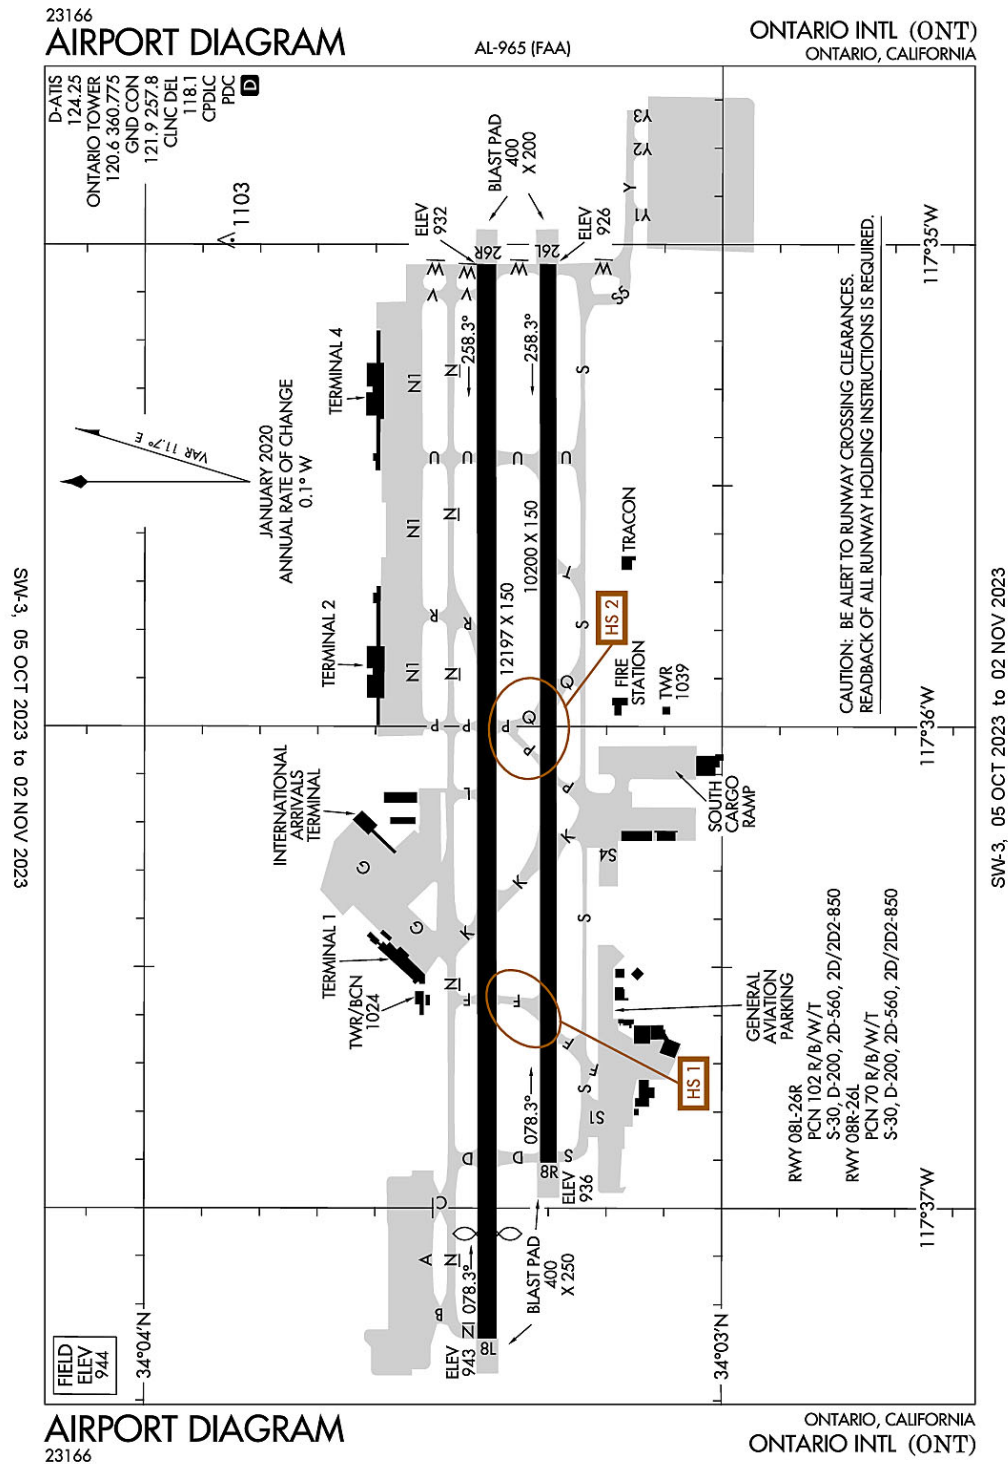 23166
AIRPORT DIAGRAM
AL-965 (FAA)
ONTARIO INTL (ONT)
ONTARIO, CALIFORNIA
D-ATIS
124.25
ONTARIO TOWER
120.6 360.775
GND CON
121.9 257.8
CLNC DEL
118.1
CPDLC
PDC
D
1103
BLAST PAD
400
X 200
ELEV
932
ELEV
926
26R
26L
Y3
Y2
Y
Y1
W
W
W
W
V
V
S5
258.3°
258.3°
TERMINAL 4
N1
N
S
VAR 11.7° E
JANUARY 2020
ANNUAL RATE OF CHANGE
0.1° W
U
U
U
U
N1
N
10200 X 150
T
TRACON
12197 X 150
HS 2
TERMINAL 2
R
R
S
N1
N
Q
Q
FIRE
STATION
TWR
1039
P
P
P
P
P
INTERNATIONAL
ARRIVALS
TERMINAL
L
K
K
K
S4
SOUTH
CARGO
RAMP
G
G
S
TERMINAL 1
TWR/BCN
1024
N
F
F
F
F
GENERAL
AVIATION
PARKING
HS 1
078.3°
S
S1
D
D
S
8R
ELEV
936
C
A
N
078.3°
B
N
BLAST PAD
400
X 250
ELEV
943
8L
FIELD
ELEV
944
34°04'N
34°03'N
117°35'W
117°36'W
117°37'W
CAUTION: BE ALERT TO RUNWAY CROSSING CLEARANCES.
READBACK OF ALL RUNWAY HOLDING INSTRUCTIONS IS REQUIRED.
RWY 08L-26R
PCN 102 R/B/W/T
S-30, D-200, 2D-560, 2D/2D2-850
RWY 08R-26L
PCN 70 R/B/W/T
S-30, D-200, 2D-560, 2D/2D2-850
SW-3, 05 OCT 2023 to 02 NOV 2023
SW-3, 05 OCT 2023 to 02 NOV 2023
AIRPORT DIAGRAM
23166
ONTARIO, CALIFORNIA
ONTARIO INTL (ONT)